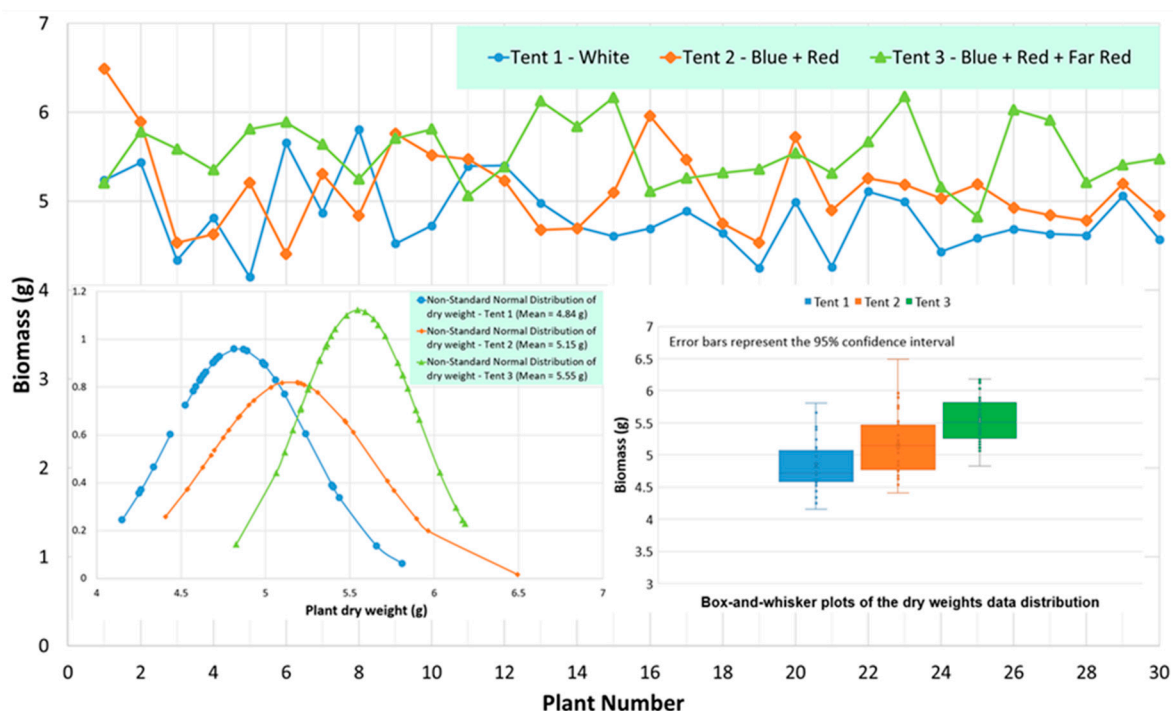 7
6
5
4
3
2
1
0
Biomass (g)
Tent 1 - White
Tent 2 - Blue + Red
Tent 3 - Blue + Red + Far Red
1.2
1
0.8
0.6
0.4
0.2
0
4 4.5 5 5.5 6 6.5 7
Plant dry weight (g)
Non-Standard Normal Distribution of
dry weight - Tent 1 (Mean = 4.84 g)
Non-Standard Normal Distribution of
dry weight - Tent 2 (Mean = 5.15 g)
Non-Standard Normal Distribution of
dry weight - Tent 3 (Mean = 5.55 g)
Tent 1 Tent 2 Tent 3
Error bars represent the 95% confidence interval
7
6.5
6
5.5
5
4.5
4
3.5
3
Biomass (g)
Box-and-whisker plots of the dry weights data distribution
0 2 4 6 8 10 12 14 16 18 20 22 24 26 28 30
Plant Number